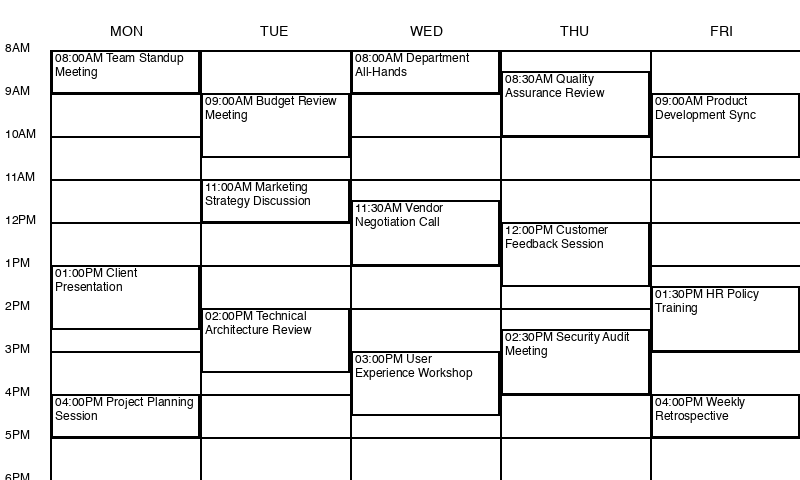 MON TUE WED THU FRI
8AM
9AM
10AM
11AM
12PM
1PM
2PM
3PM
4PM
5PM
6PM
08:00AM Team Standup
Meeting
01:00PM Client
Presentation
04:00PM Project Planning
Session
09:00AM Budget Review
Meeting
11:00AM Marketing
Strategy Discussion
02:00PM Technical
Architecture Review
08:00AM Department
All-Hands
11:30AM Vendor
Negotiation Call
03:00PM User
Experience Workshop
08:30AM Quality
Assurance Review
12:00PM Customer
Feedback Session
02:30PM Security Audit
Meeting
09:00AM Product
Development Sync
01:30PM HR Policy
Training
04:00PM Weekly
Retrospective